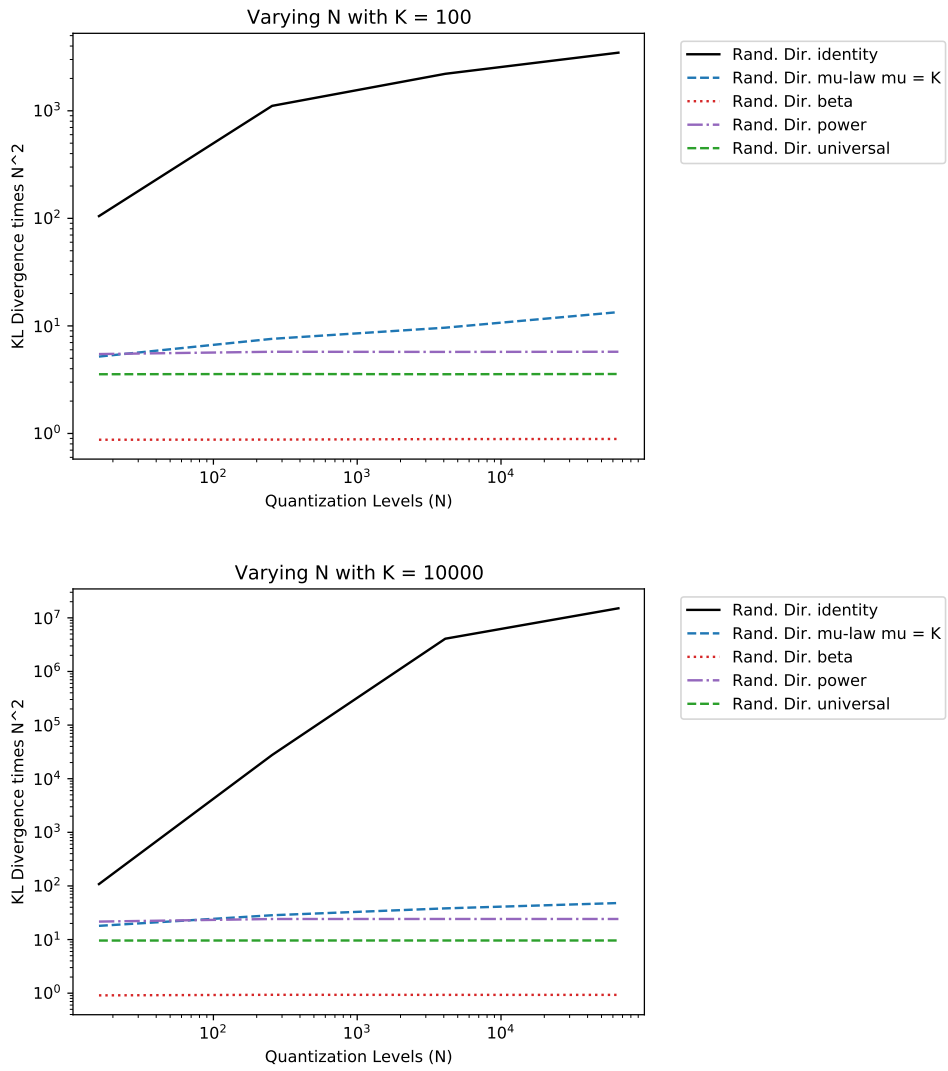 Varying N with K = 100
KL Divergence times N^2
10^3
10^2
10^1
10^0
10^2
10^3
10^4
Quantization Levels (N)
Rand. Dir. identity
Rand. Dir. mu-law mu = K
Rand. Dir. beta
Rand. Dir. power
Rand. Dir. universal
Varying N with K = 10000
KL Divergence times N^2
10^7
10^6
10^5
10^4
10^3
10^2
10^1
10^0
10^2
10^3
10^4
Quantization Levels (N)
Rand. Dir. identity
Rand. Dir. mu-law mu = K
Rand. Dir. beta
Rand. Dir. power
Rand. Dir. universal